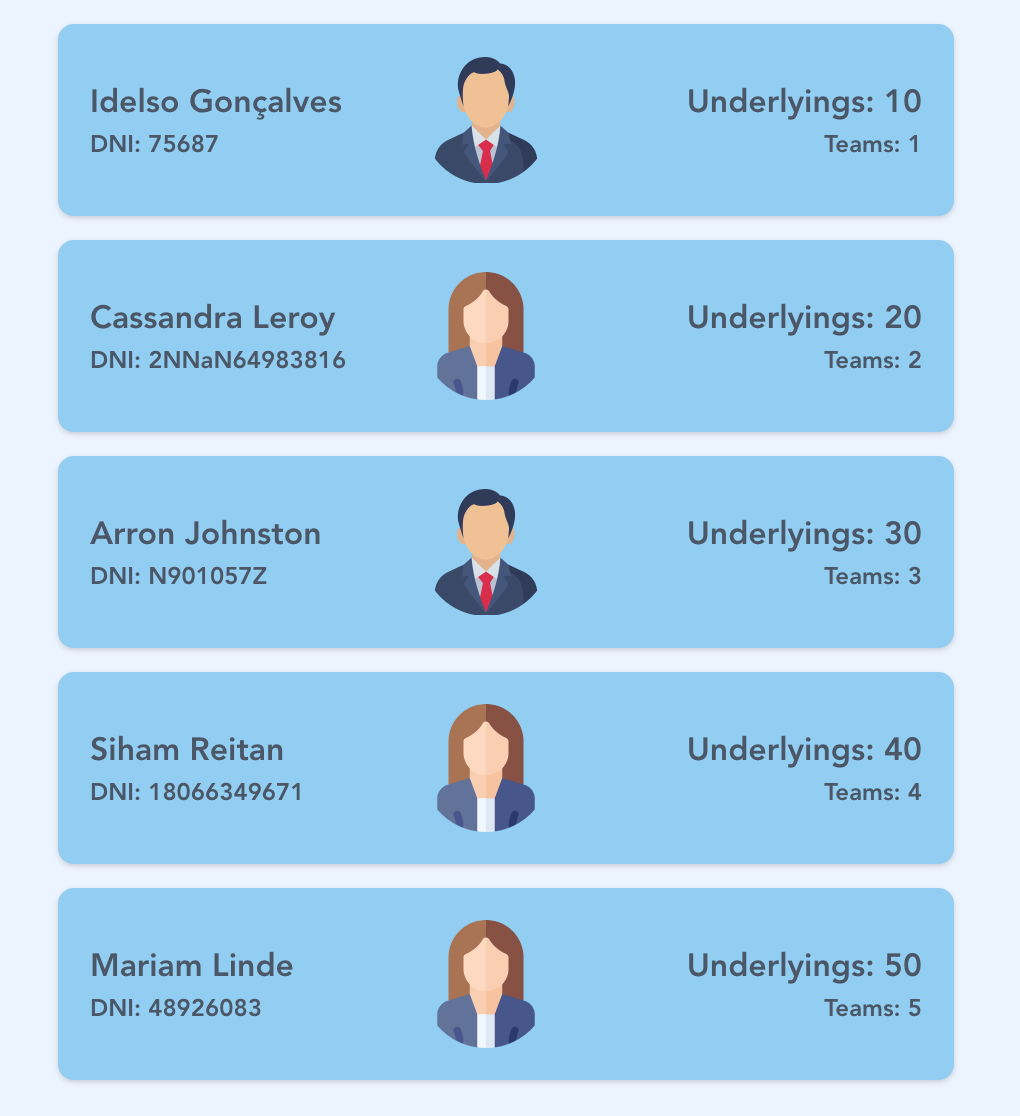 Idelso Gonçalves
DNI: 75687
Underlyings: 10
Teams: 1
Cassandra Leroy
DNI: 2NNaN64983816
Underlyings: 20
Teams: 2
Arron Johnston
DNI: N901057Z
Underlyings: 30
Teams: 3
Siham Reitan
DNI: 18066349671
Underlyings: 40
Teams: 4
Mariam Linde
DNI: 48926083
Underlyings: 50
Teams: 5